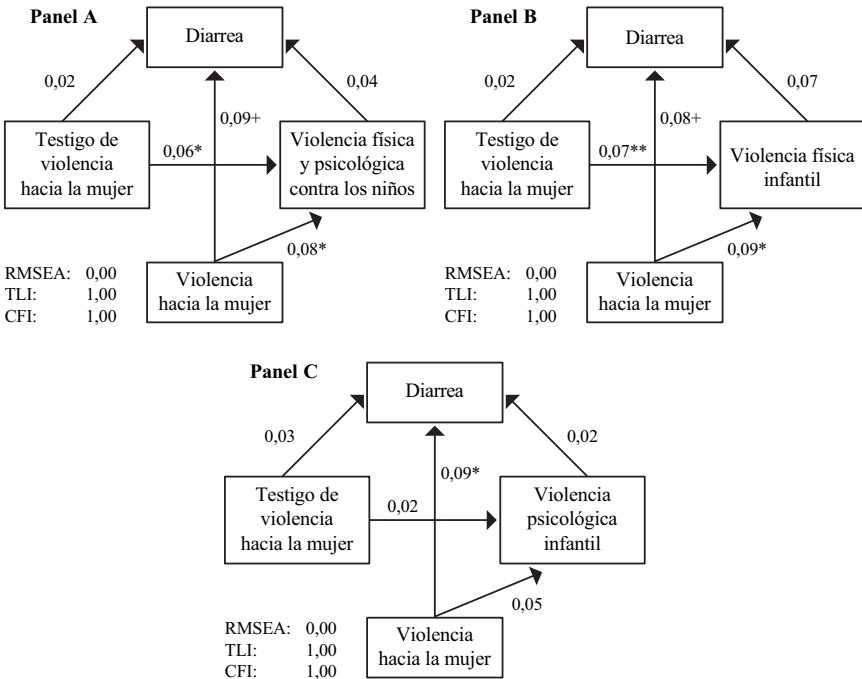 Panel A
Diarrea
0,02
0,04
0,09+
Testigo de
violencia
hacia la mujer
0,06*
Violencia física
y psicológica
contra los niños
0,08*
RMSEA: 0,00
TLI: 1,00
CFI: 1,00
Violencia
hacia la mujer
Panel B
Diarrea
0,02
0,07
0,08+
Testigo de
violencia
hacia la mujer
0,07**
Violencia física
infantil
0,09*
RMSEA: 0,00
TLI: 1,00
CFI: 1,00
Violencia
hacia la mujer
Panel C
Diarrea
0,03
0,02
0,09*
Testigo de
violencia
hacia la mujer
0,02
Violencia
psicológica
infantil
0,05
RMSEA: 0,00
TLI: 1,00
CFI: 1,00
Violencia
hacia la mujer